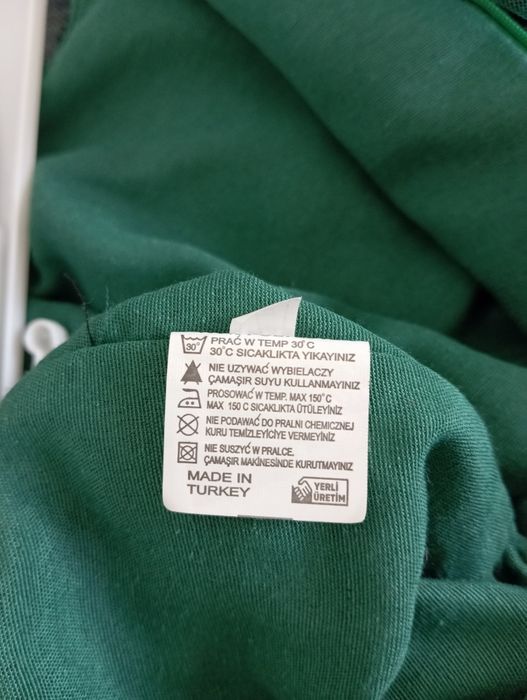 30°
PRAĆ W TEMP 30°C
30°C SICAKLIKTA YIKAYINIZ
NIE UZYWAĆ WYBIELACZY
ÇAMAŞIR SUYU KULLANMAYINIZ
PROSOWAĆ W TEMP. MAX 150°C
MAX 150 C SICAKLIKTA ÜTÜLEYİNİZ
NIE PODAWAĆ DO PRALNI CHEMICZNEJ
KURU TEMİZLEYİCİYE VERMEYİNİZ
NIE SUSZYĆ W PRALCE.
ÇAMAŞIR MAKİNESİNDE KURUTMAYINIZ
MADE IN
TURKEY
YERLİ
ÜRETİM